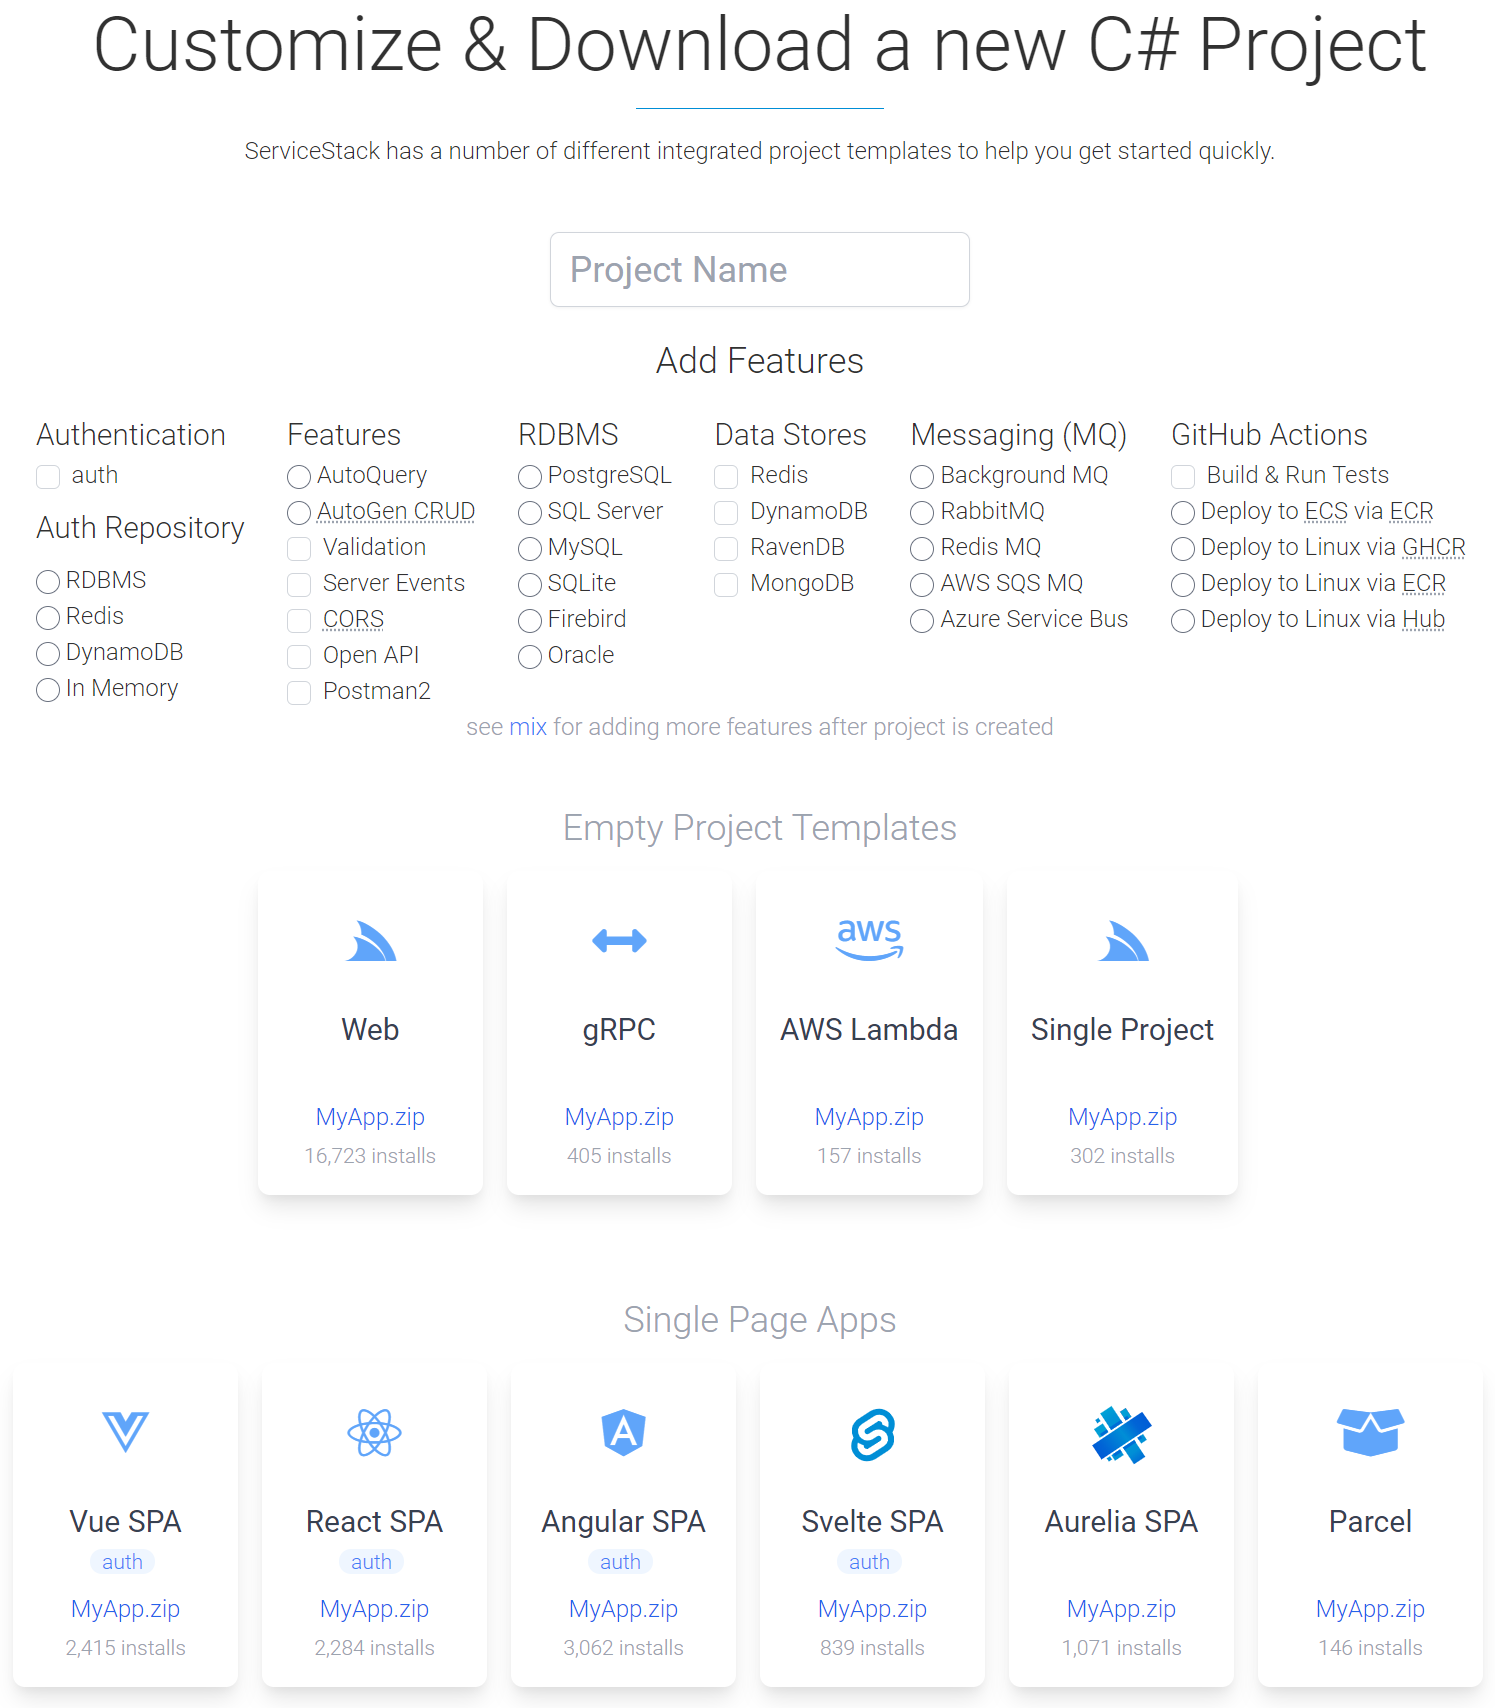 Customize & Download a new C# Project
ServiceStack has a number of different integrated project templates to help you get started quickly.
Project Name
Add Features
Authentication
auth
Auth Repository
RDBMS
Redis
DynamoDB
In Memory
Features
AutoQuery
AutoGen CRUD
Validation
Server Events
CORS
Open API
Postman2
RDBMS
PostgreSQL
SQL Server
MySQL
SQLite
Firebird
Oracle
Data Stores
Redis
DynamoDB
RavenDB
MongoDB
Messaging (MQ)
Background MQ
RabbitMQ
Redis MQ
AWS SQS MQ
Azure Service Bus
GitHub Actions
Build & Run Tests
Deploy to ECS via ECR
Deploy to Linux via GHCR
Deploy to Linux via ECR
Deploy to Linux via Hub
see mix for adding more features after project is created
Empty Project Templates
Web
MyApp.zip
16,723 installs
gRPC
MyApp.zip
405 installs
aws
AWS Lambda
MyApp.zip
157 installs
Single Project
MyApp.zip
302 installs
Single Page Apps
Vue SPA
auth
MyApp.zip
2,415 installs
React SPA
auth
MyApp.zip
2,284 installs
A
Angular SPA
auth
MyApp.zip
3,062 installs
Svelte SPA
auth
MyApp.zip
839 installs
Aurelia SPA
MyApp.zip
1,071 installs
Parcel
MyApp.zip
146 installs